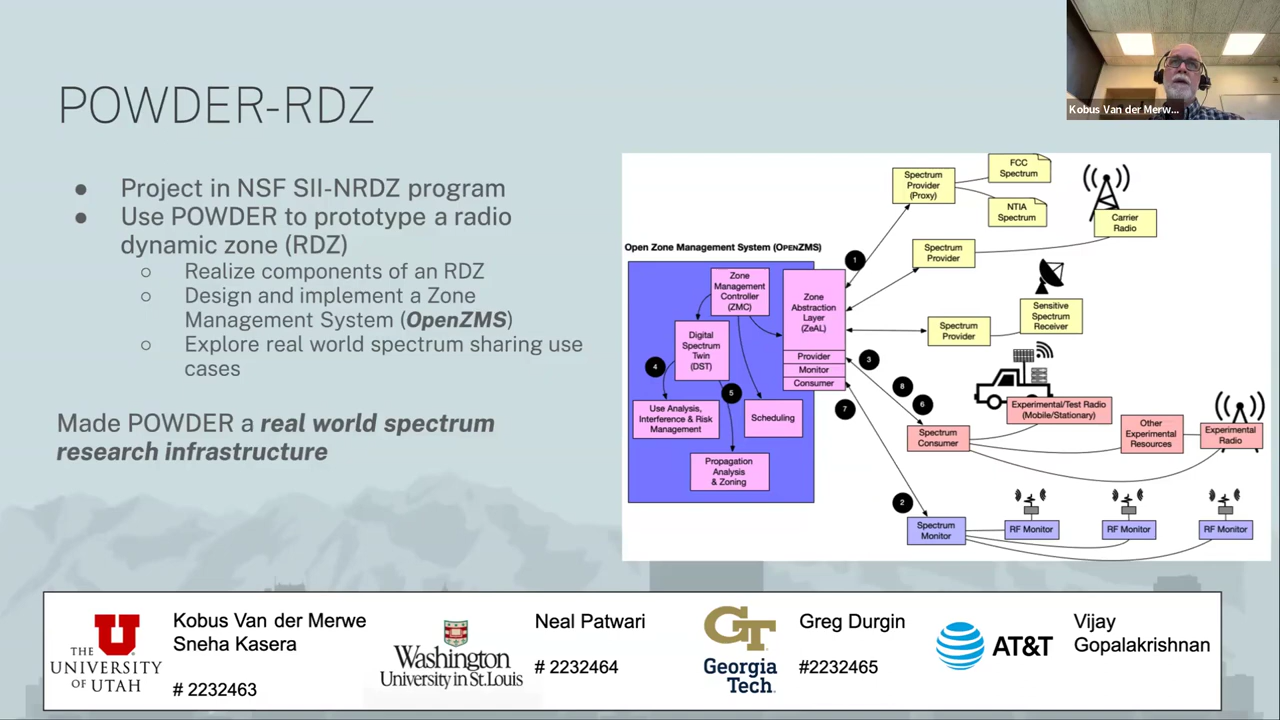 POWDER-RDZ
Kobus Van der Merw...
● Project in NSF SII-NRDZ program
● Use POWDER to prototype a radio
dynamic zone (RDZ)
○ Realize components of an RDZ
○ Design and implement a Zone
Management System (OpenZMS)
○ Explore real world spectrum sharing use
cases
Made POWDER a real world spectrum
research infrastructure
Open Zone Management System (OPENZMS)
Zone
Management
Controller
(ZMC)
Digital
Spectrum
Twin
(DST)
Use Analysis,
Interference & Risk
Management
Scheduling
Propagation
Analysis
& Zoning
Zone
Abstraction
Layer
(ZeAL)
Provider
Monitor
Consumer
4
5
1
3
8
6
7
2
Spectrum
Provider
(Proxy)
FCC
Spectrum
NTIA
Spectrum
Carrier
Radio
Spectrum
Provider
Sensitive
Spectrum
Receiver
Spectrum
Provider
Experimental/Test Radio
(Mobile/Stationary)
Spectrum
Consumer
Other
Experimental
Resources
Experimental
Radio
Spectrum
Monitor
RF Monitor
RF Monitor
RF Monitor
THE
UNIVERSITY
OF UTAH
Kobus Van der Merwe
Sneha Kasera
# 2232463
Washington
University in St.Louis
Neal Patwari
# 2232464
GT
Georgia
Tech.
Greg Durgin
#2232465
AT&T
Vijay
Gopalakrishnan